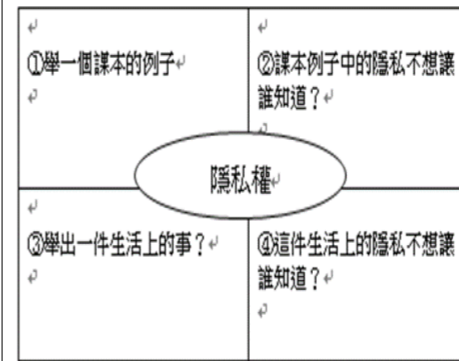 ①舉一個課本的例子
②課本例子中的隱私不想讓
誰知道？
隱私權
③舉出一件生活上的事？
④這件生活上的隱私不想讓
誰知道？